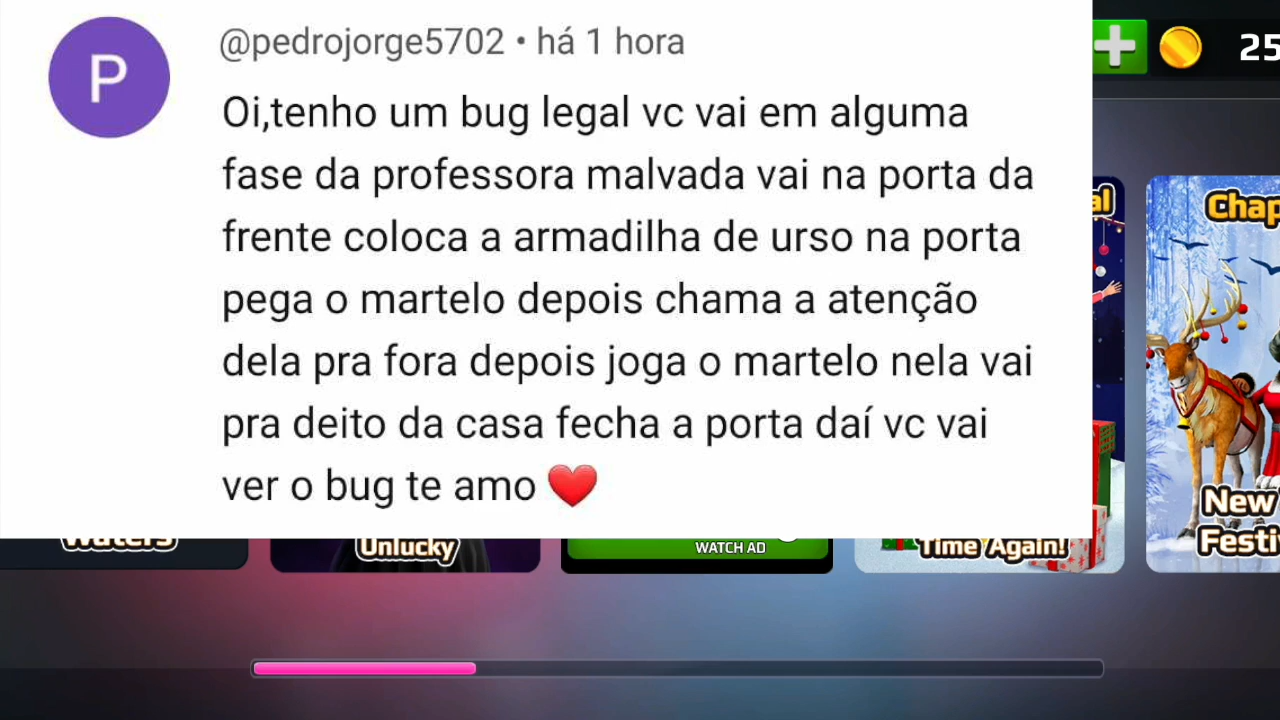 P
@pedrojorge5702 • há 1 hora
Oi,tenho um bug legal vc vai em alguma
fase da professora malvada vai na porta da
frente coloca a armadilha de urso na porta
pega o martelo depois chama a atenção
dela pra fora depois joga o martelo nela vai
pra deito da casa fecha a porta daí vc vai
ver o bug te amo ❤️
25
Unlucky
WATCH AD
Time Again!
New